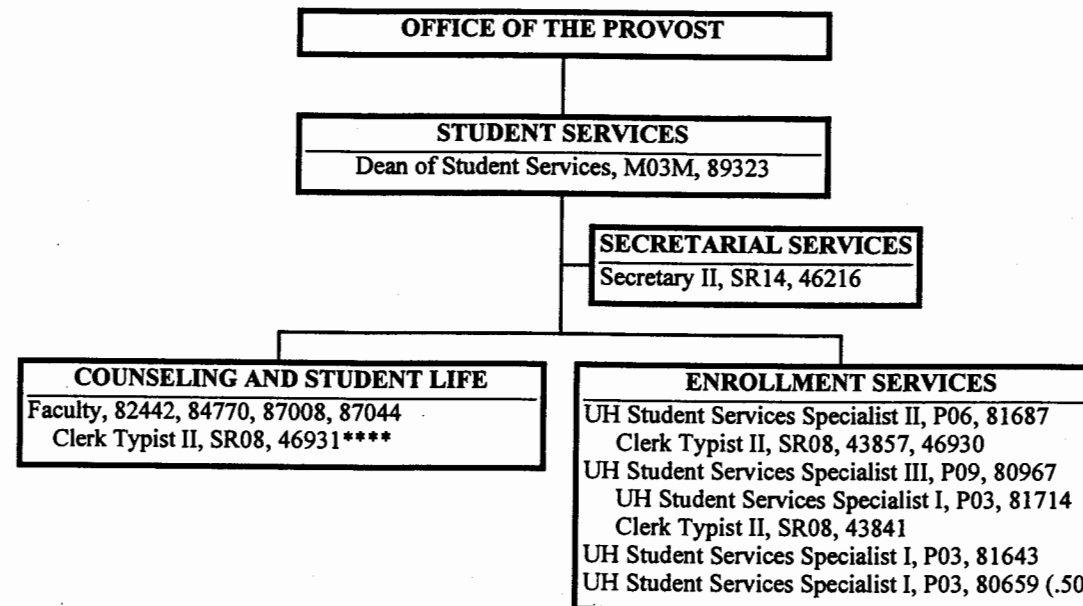 OFFICE OF THE PROVOST
STUDENT SERVICES
Dean of Student Services, M03M, 89323
SECRETARIAL SERVICES
Secretary II, SR14, 46216
COUNSELING AND STUDENT LIFE
Faculty, 82442, 84770, 87008, 87044
Clerk Typist II, SR08, 46931****
ENROLLMENT SERVICES
UH Student Services Specialist II, P06, 81687
Clerk Typist II, SR08, 43857, 46930
UH Student Services Specialist III, P09, 80967
UH Student Services Specialist I, P03, 81714
Clerk Typist II, SR08, 43841
UH Student Services Specialist I, P03, 81643
UH Student Services Specialist I, P03, 80659 (.50